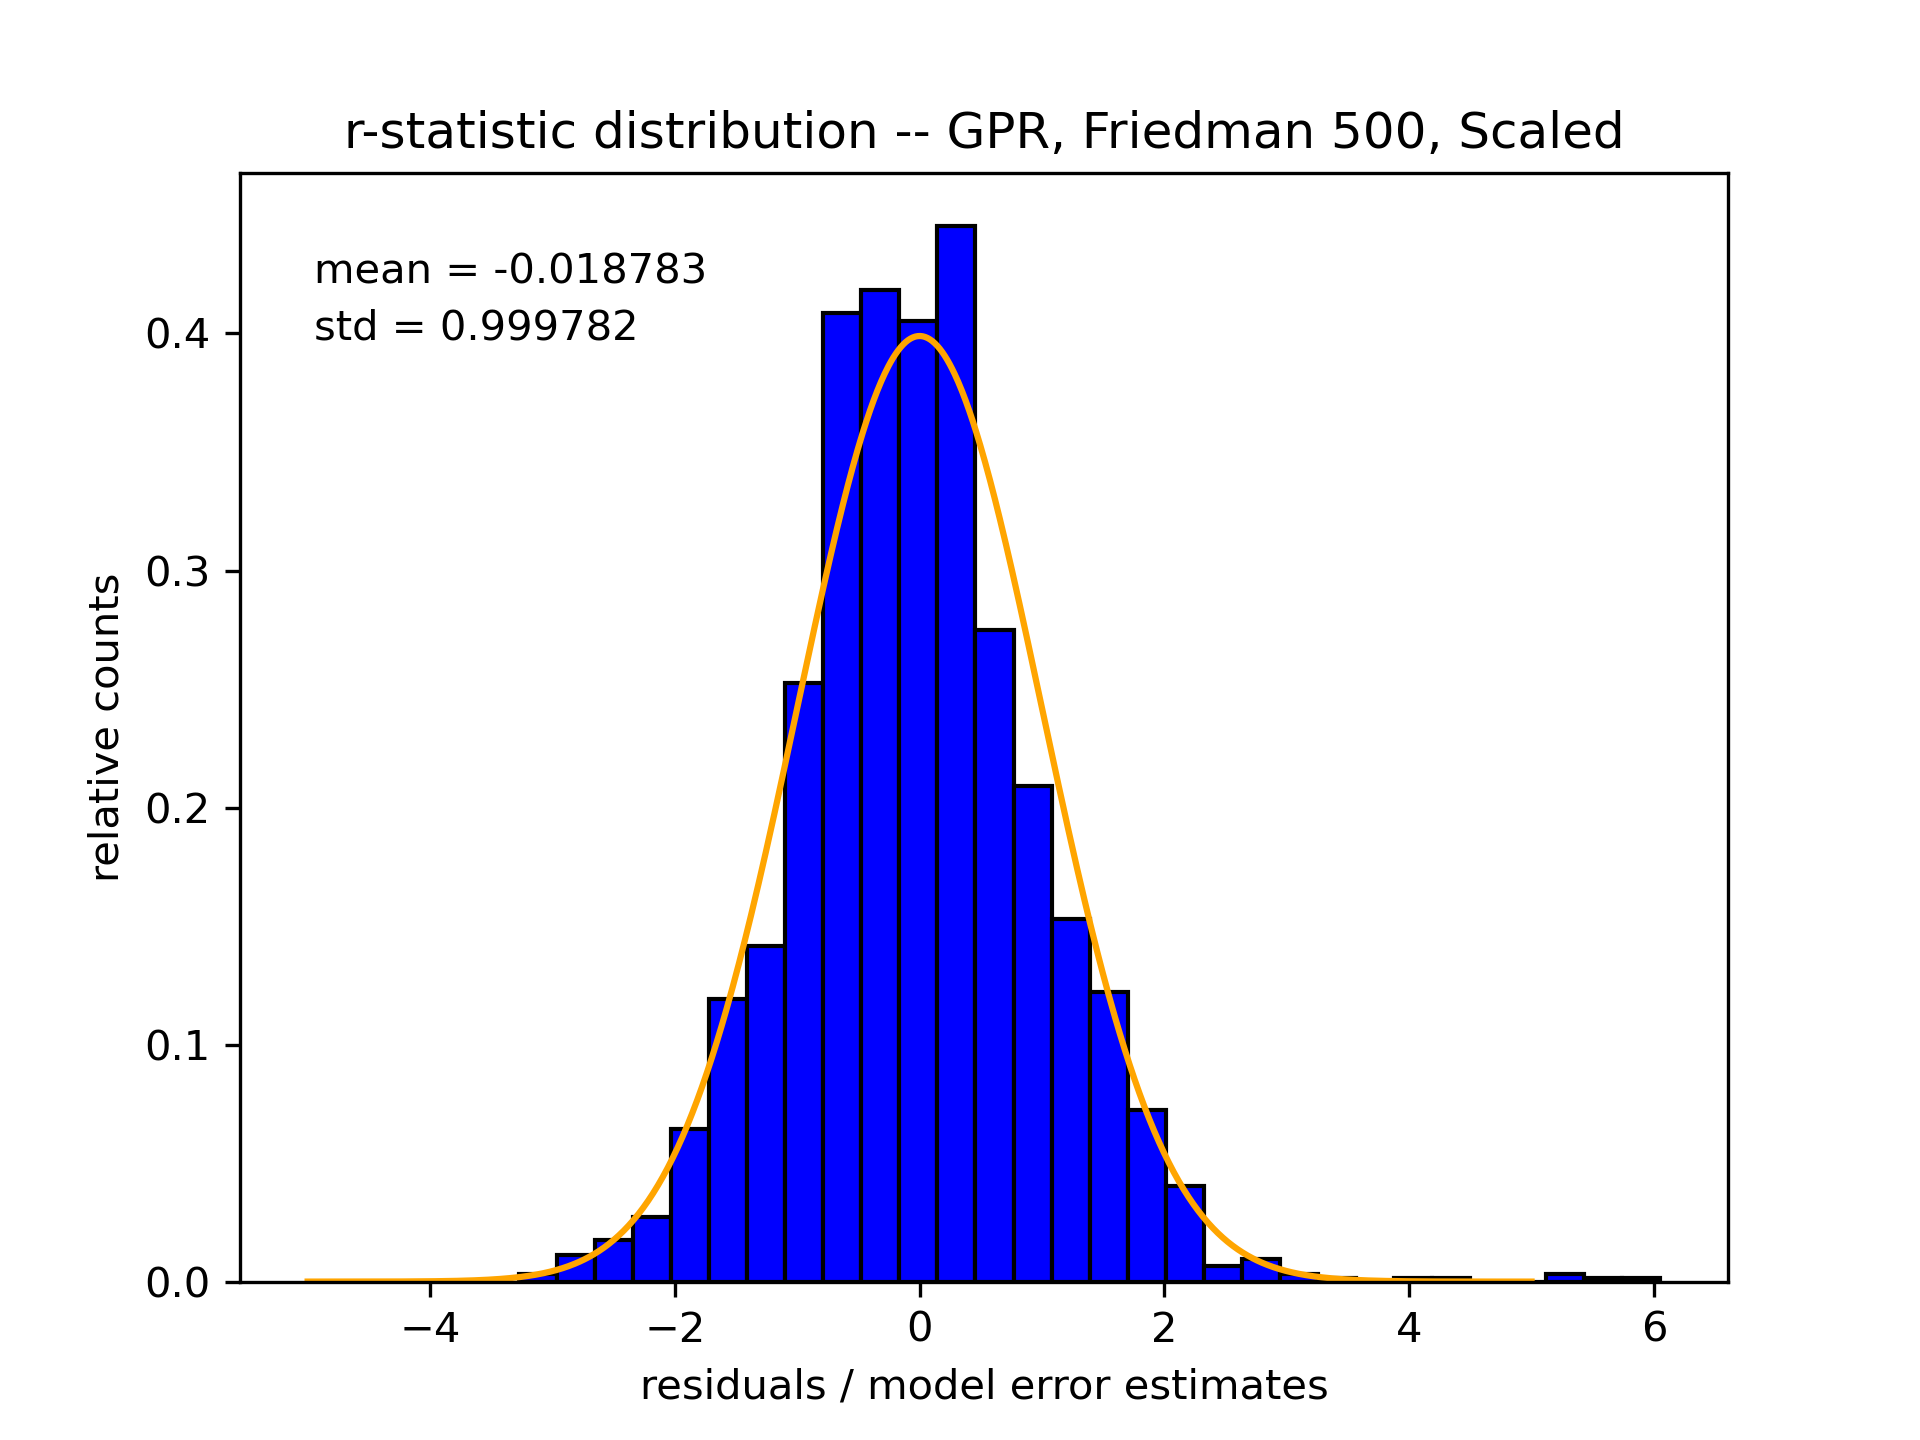 r-statistic distribution -- GPR, Friedman 500, Scaled
mean = -0.018783
std = 0.999782
relative counts
0.4
0.3
0.2
0.1
0.0
−4 −2 0 2 4 6
residuals / model error estimates